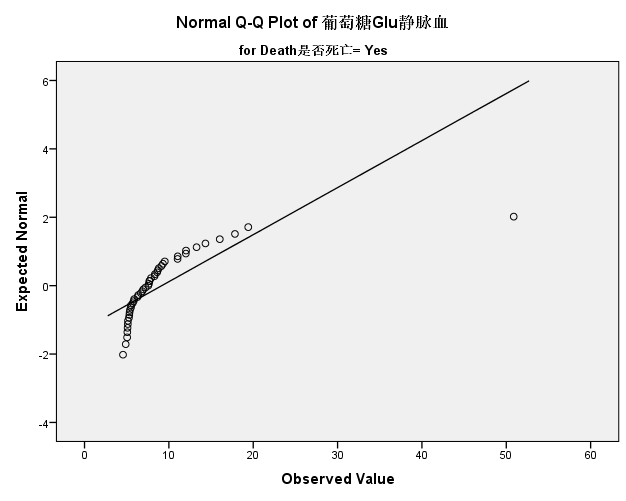 Normal Q-Q Plot of 葡萄糖Glu静脉血
for Death是否死亡= Yes
6
4
2
0
-2
-4
Expected Normal
0 10 20 30 40 50 60
Observed Value